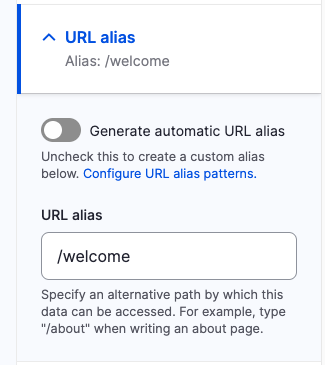 URL alias
Alias: /welcome
Generate automatic URL alias
Uncheck this to create a custom alias
below. Configure URL alias patterns.
URL alias
/welcome
Specify an alternative path by which this
data can be accessed. For example, type
"/about" when writing an about page.